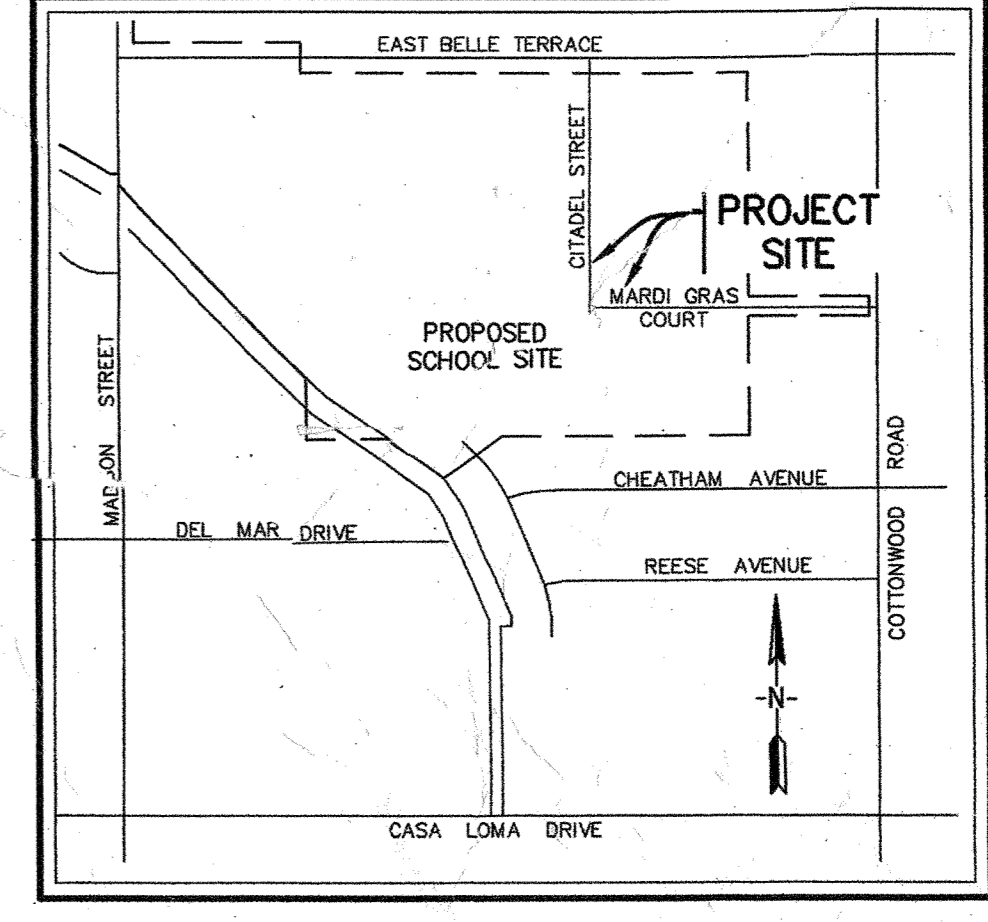 EAST BELLE TERRACE
CITADEL STREET
PROJECT
SITE
MARDI GRAS
COURT
PROPOSED
SCHOOL SITE
STREET
ROAD
CHEATHAM AVENUE
DEL MAR DRIVE
REESE AVENUE
COTTONWOOD
-N-
CASA LOMA DRIVE